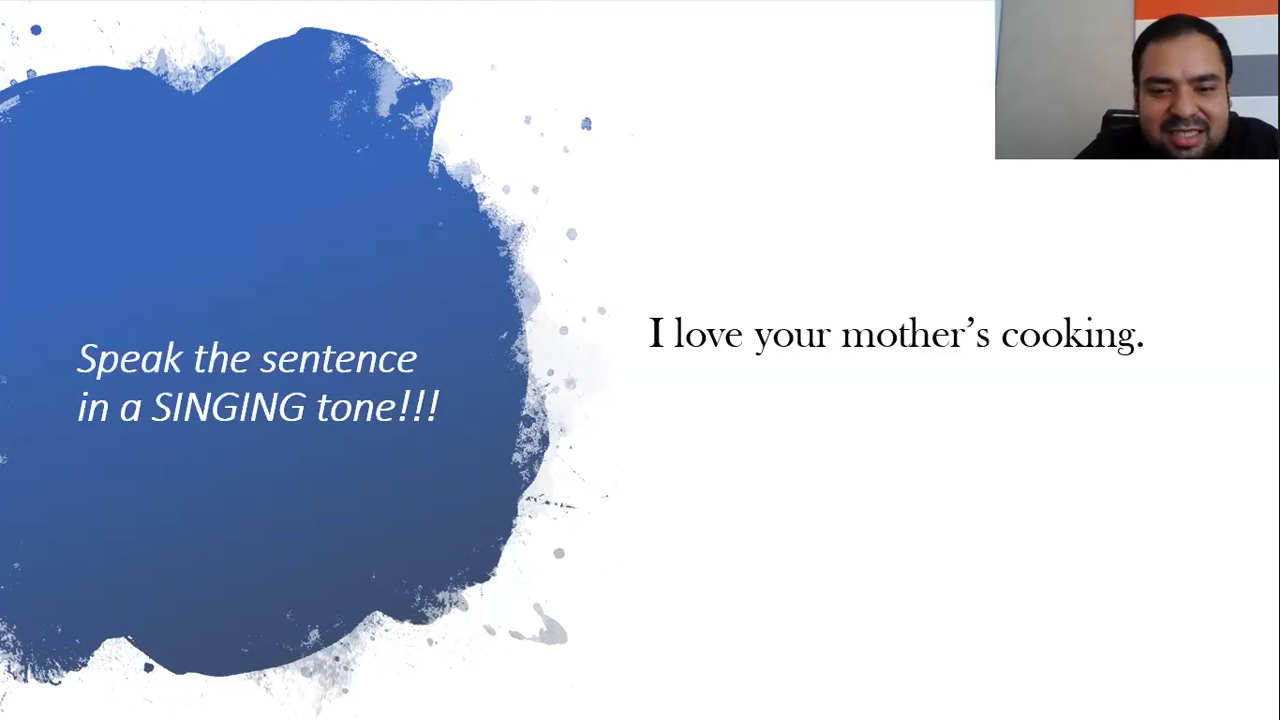 Speak the sentence
in a SINGING tone!!!
I love your mother’s cooking.